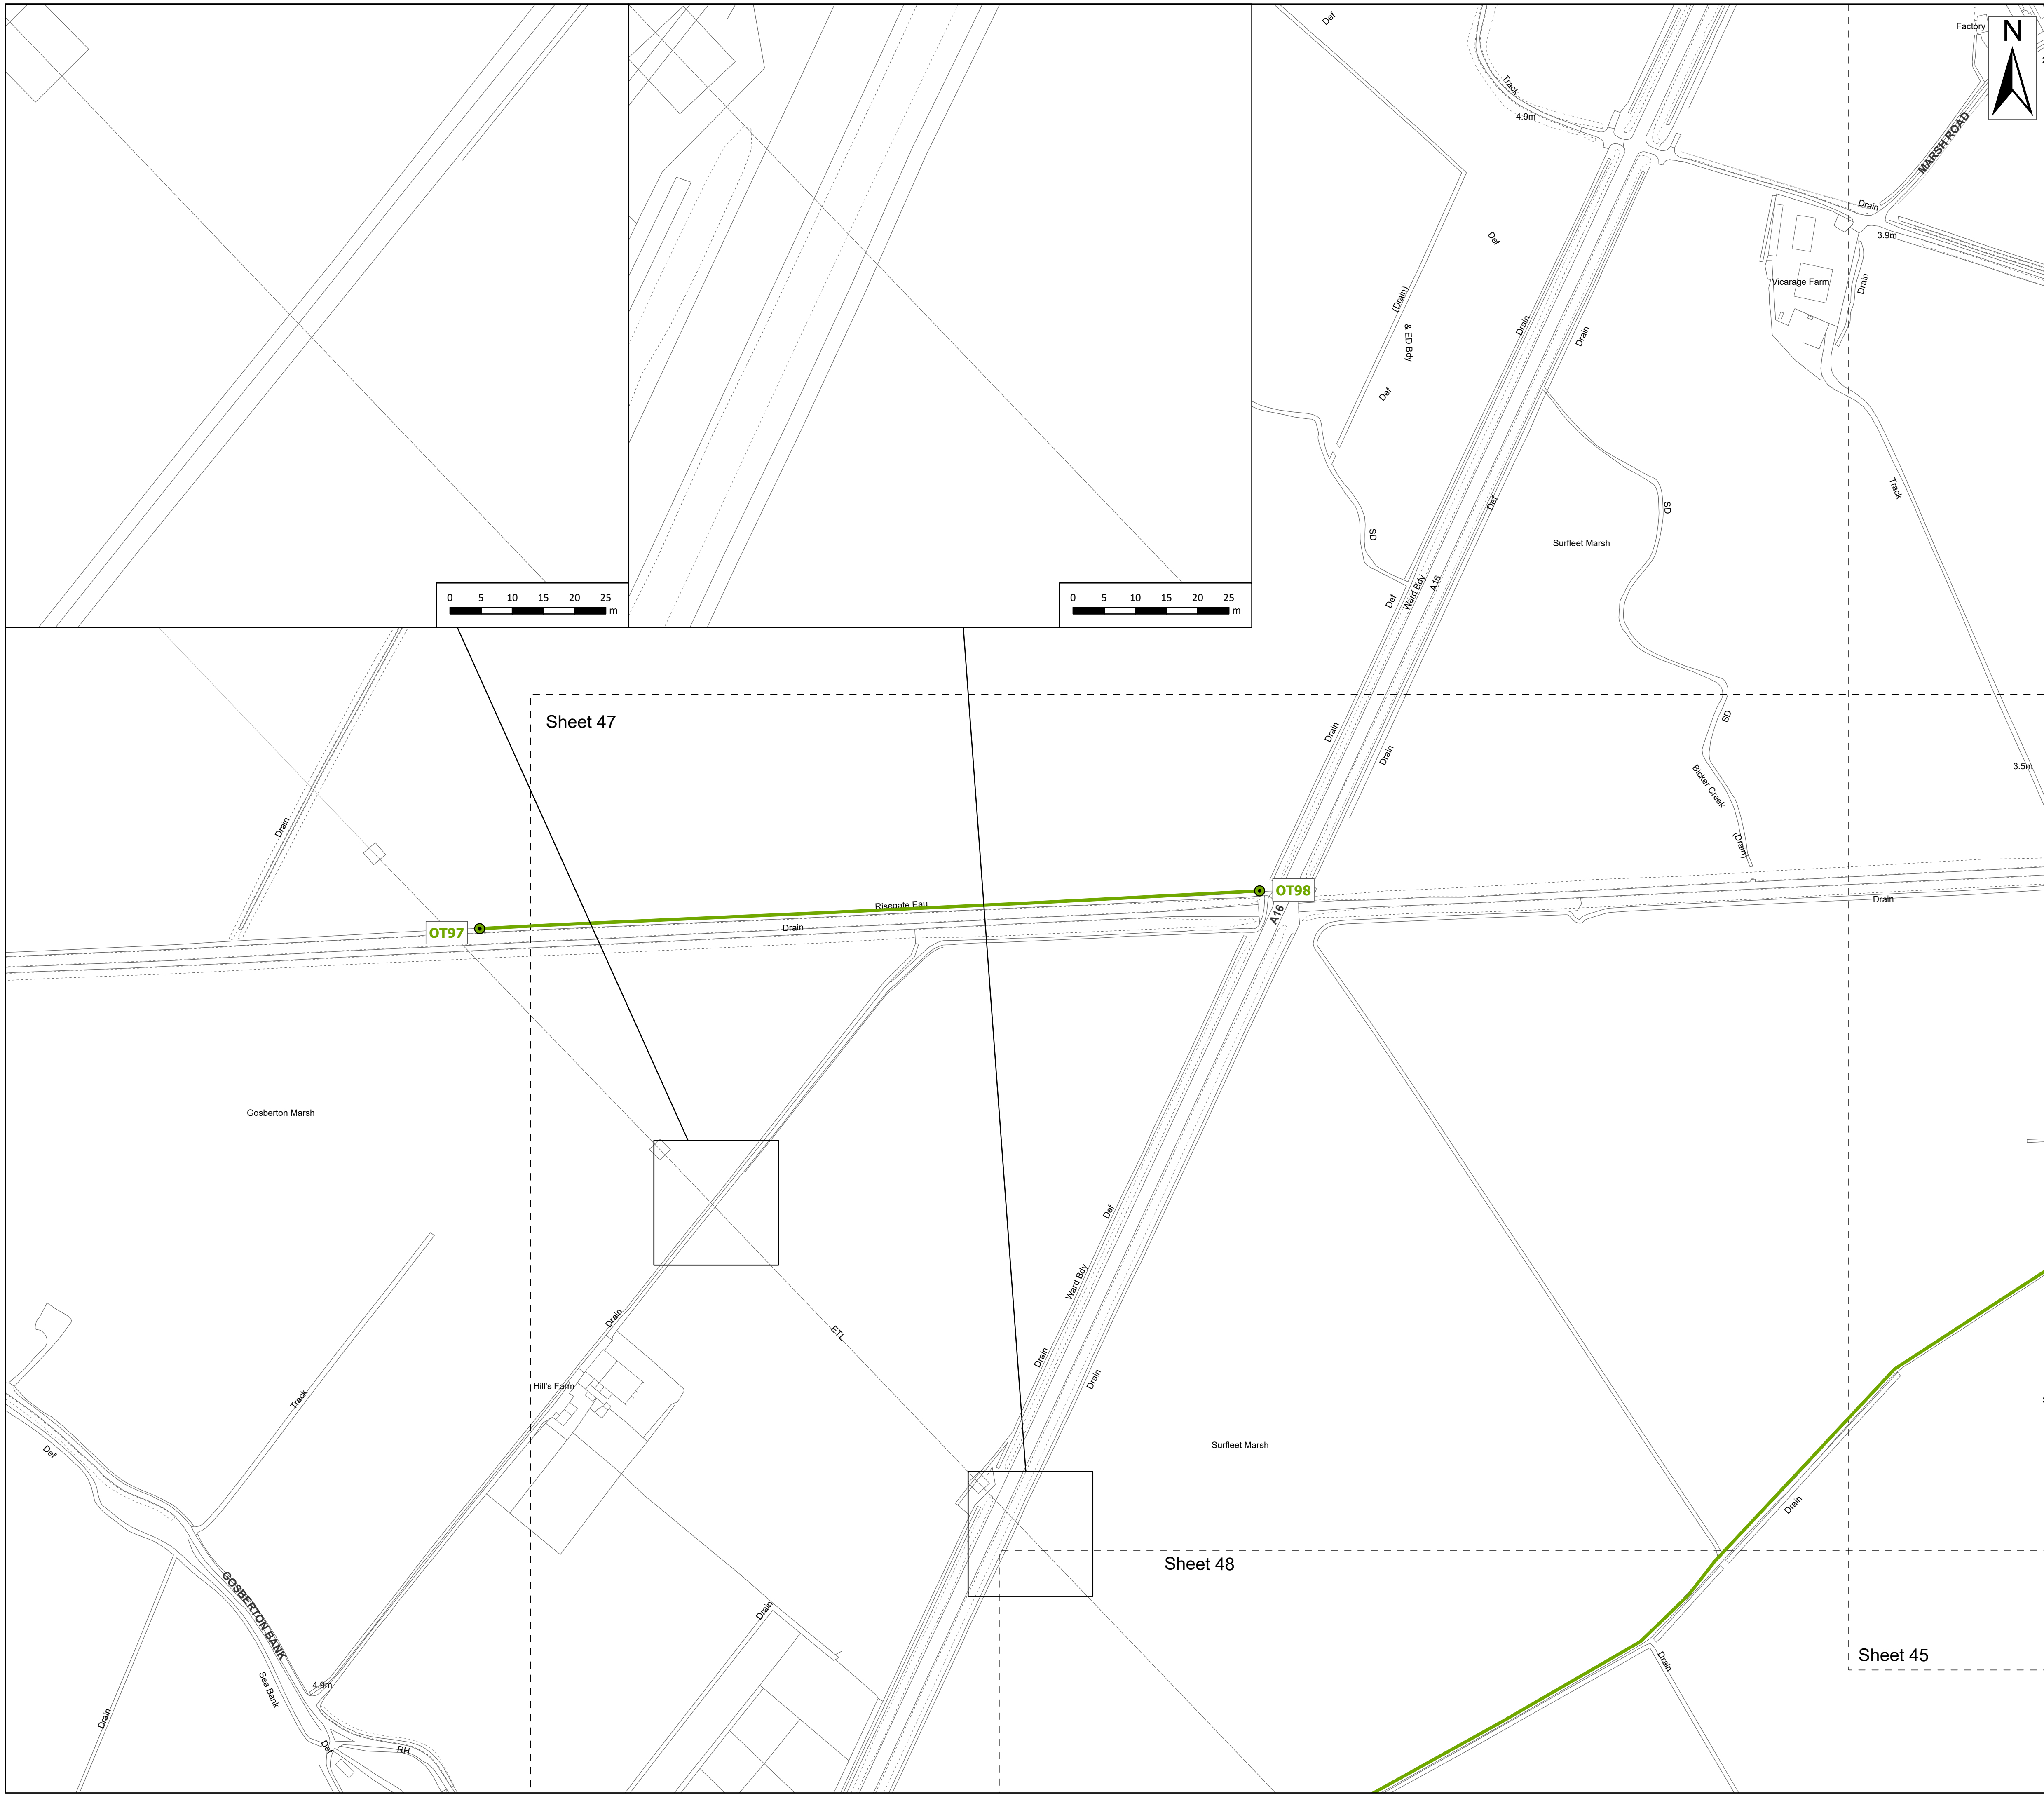 Def
Factory
N
Track
4.9m
MARSH ROAD
Drain
3.9m
Def
Vicarage Farm
Drain
(Drain)
& ED Bdy
Drain
Drain
Def
Track
Def
SD
SD
Surfleet Marsh
A16
Ward Bdy
Def
0 5 10 15 20 25
m
0 5 10 15 20 25
m
Sheet 47
SD
Drain
Drain
Bicker Creek
3.5m
(Drain)
Drain
OT98
Risegate Eau
OT97
Drain
A16
Drain
Gosberton Marsh
Def
Ward Bdy
Drain
ETL
Drain
Drain
Hill's Farm
Track
Def
Surfleet Marsh
Drain
Sheet 48
GOSBERTON BANK
Drain
Sheet 45
Drain
Sea Bank
4.9m
Drain
Def
RH